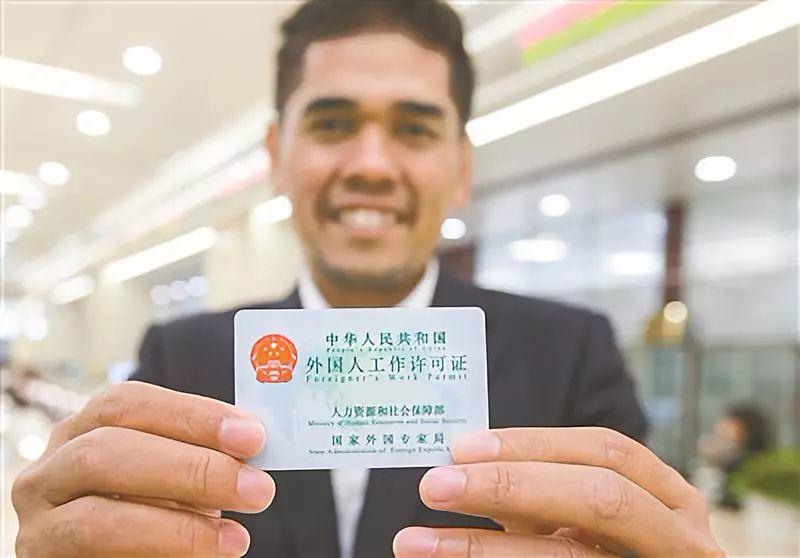 中华人民共和国
People's Republic of China
外国人工作许可证
Foreigner's Work Permit
人力资源和社会保障部
Ministry of Human Resources and Social Security
国家外国专家局
State Administration of Foreign Experts